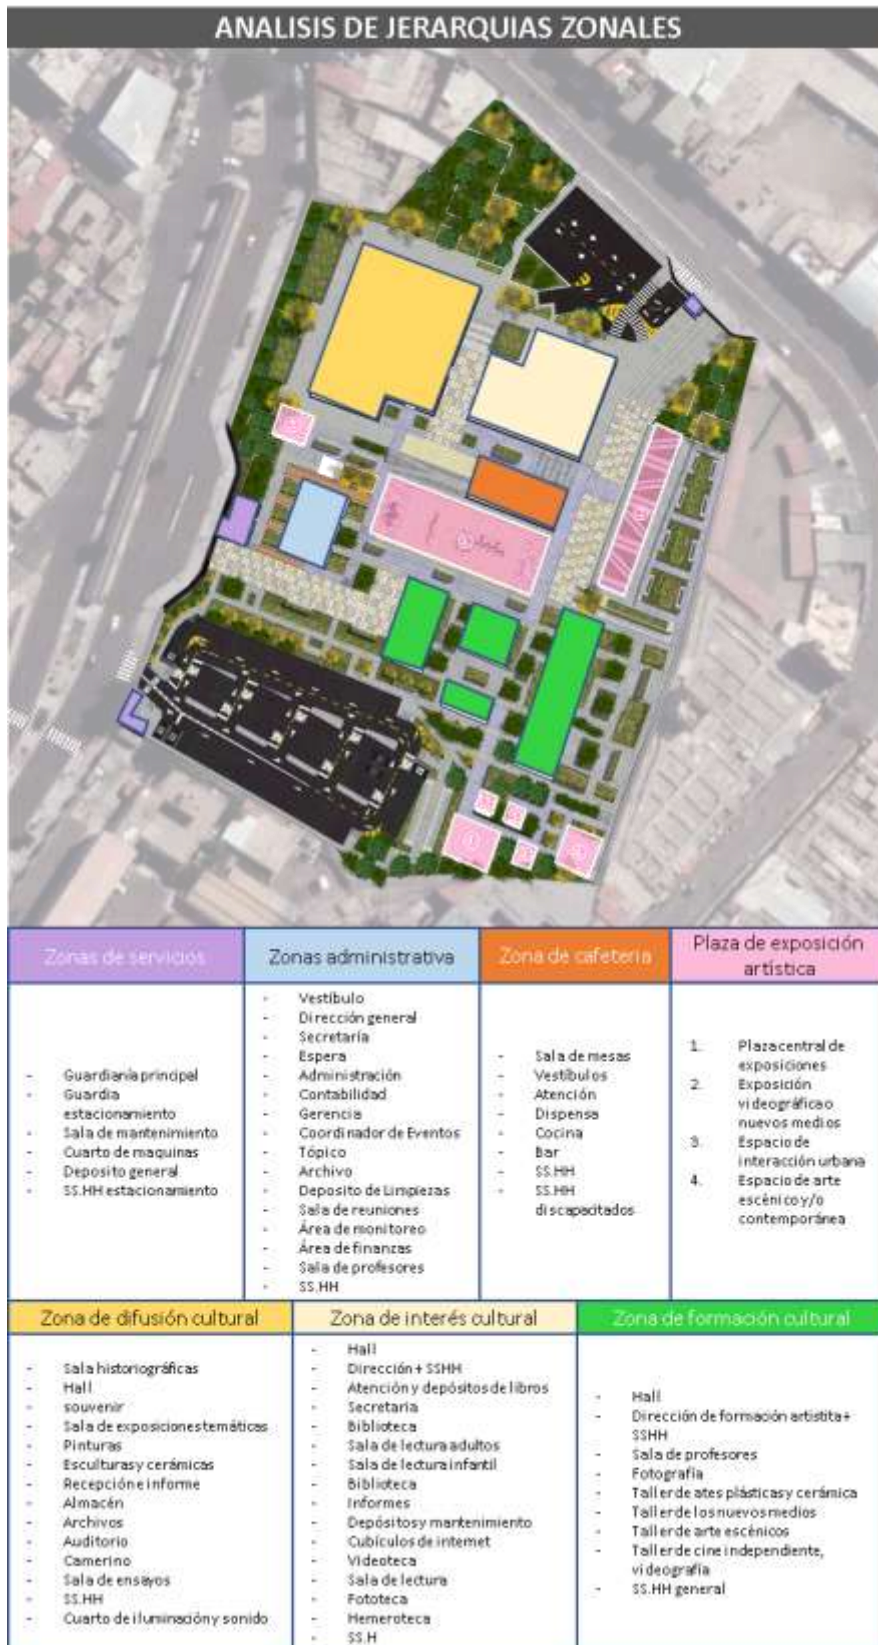 ANALISIS DE JERARQUIAS ZONALES
Zonas de servicios
- Guardianía principal
- Guardia
estacionamiento
- Sala de mantenimiento
- Cuarto de maquinas
- Deposito general
- SS.HH estacionamiento
Zonas administrativa
- Vestíbulo
- Dirección general
- Secretaría
- Espera
- Administración
- Contabilidad
- Gerencia
- Coordinador de Eventos
- Tópico
- Archivo
- Deposito de Limpiezas
- Sala de reuniones
- Área de monitoreo
- Área de finanzas
- Sala de profesores
- SS.HH
Zona de cafeteria
- Sala de mesas
- Vestíbulos
- Atención
- Dispensa
- Cocina
- Bar
- SS.HH
- SS.HH
discapacitados
Plaza de exposición
artística
1. Plaza central de
exposiciones
2. Exposición
videográfica o
nuevos medios
3. Espacio de
interacción urbana
4. Espacio de arte
escénico y/o
contemporánea
Zona de difusión cultural
- Sala historiográficas
- Hall
- souvenir
- Sala de exposiciones temáticas
- Pinturas
- Esculturas y cerámicas
- Recepción e informe
- Almacén
- Archivos
- Auditorio
- Camerino
- Sala de ensayos
- SS.HH
- Cuarto de iluminación y sonido
Zona de interés cultural
- Hall
- Dirección + SSHH
- Atención y depósitos de libros
- Secretaria
- Biblioteca
- Sala de lectura adultos
- Sala de lectura infantil
- Biblioteca
- Informes
- Depósitos y mantenimiento
- Cubículos de internet
- Videoteca
- Sala de lectura
- Fototeca
- Hemeroteca
- SS.H
Zona de formación cultural
- Hall
- Dirección de formación artistita +
SSHH
- Sala de profesores
- Fotografía
- Taller de ates plásticas y cerámica
- Taller de los nuevos medios
- Taller de arte escénicos
- Taller de cine independiente,
videografía
- SS.HH general